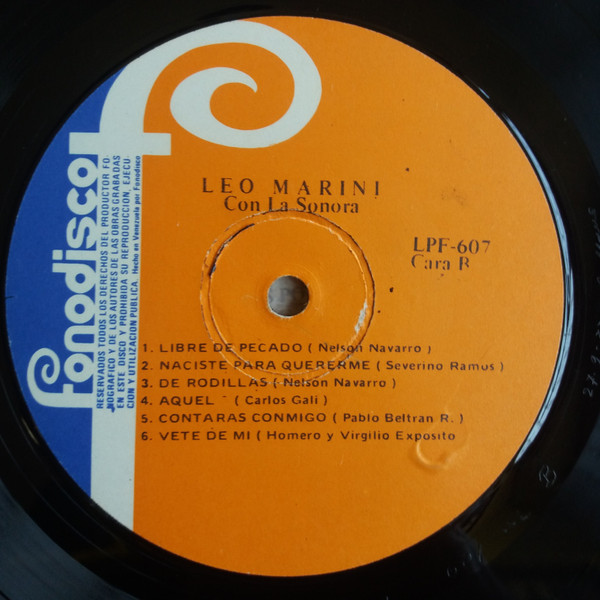 LEO MARINI
Con La Sonora
LPF-607
Cara B
1. LIBRE DE PECADO ( Nelson Navarro )
2. NACISTE PARA QUERERME ( Severino Ramos )
3. DE RODILLAS ( Nelson Navarro )
4. AQUEL ( Carlos Gali )
5. CONTARAS CONMIGO ( Pablo Beltran R. )
6. VETE DE MI ( Homero y Virgilio Exposito
fonodisco
RESERVADOS TODOS LOS DERECHOS DEL PRODUCTOR FO-
NOGRAFICO Y DE LOS AUTORES DE LAS OBRAS GRABADAS
EN ESTE DISCO Y PROHIBIDA SU REPRODUCCION, EJECU-
CION Y UTILIZACION PUBLICA. Hecho en Venezuela por Fonodisco
B